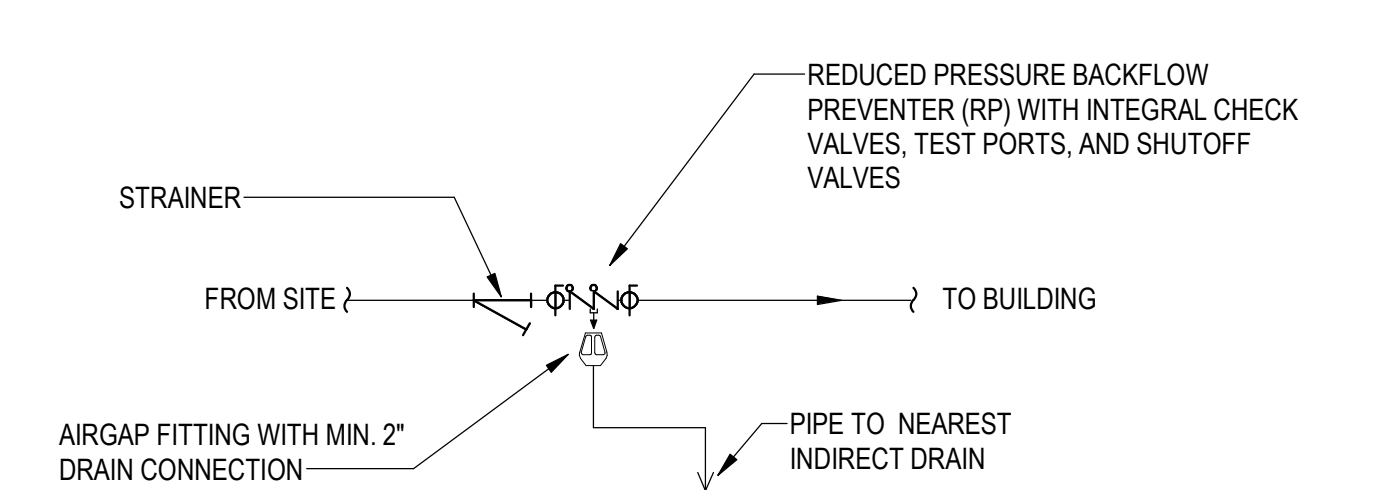 REDUCED PRESSURE BACKFLOW
PREVENTER (RP) WITH INTEGRAL CHECK
VALVES, TEST PORTS, AND SHUTOFF
VALVES
STRAINER
FROM SITE
TO BUILDING
AIRGAP FITTING WITH MIN. 2"
DRAIN CONNECTION
PIPE TO NEAREST
INDIRECT DRAIN